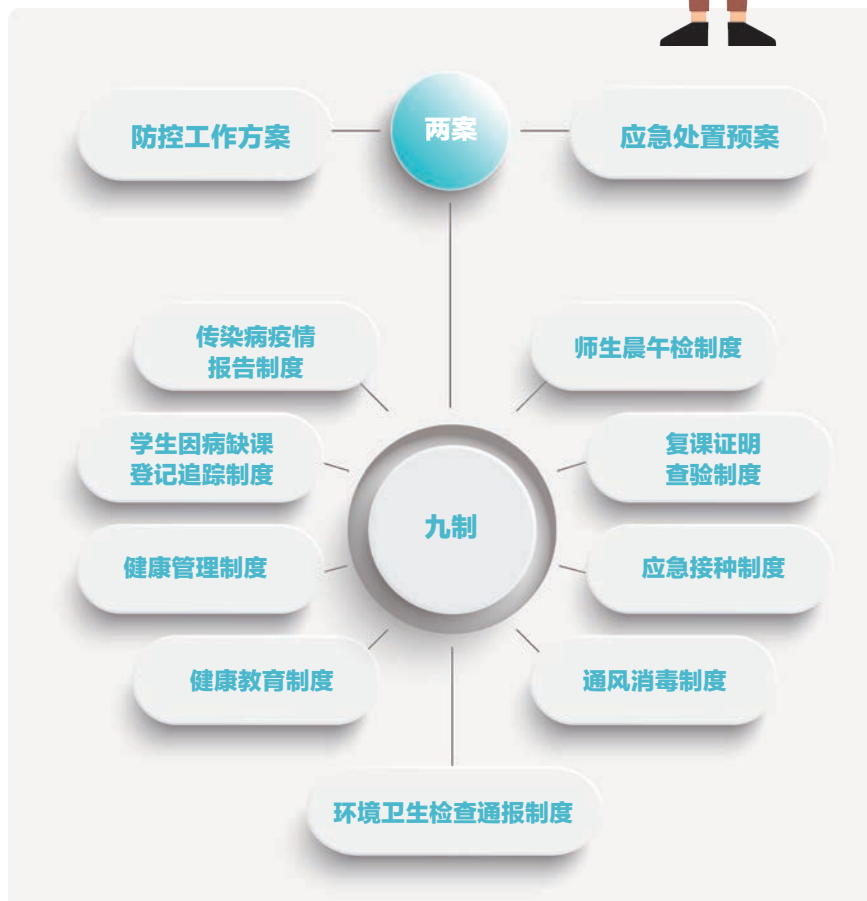 防控工作方案
两案
应急处置预案
传染病疫情
报告制度
师生晨午检制度
学生因病缺课
登记追踪制度
复课证明
查验制度
九制
健康管理制度
应急接种制度
健康教育制度
通风消毒制度
环境卫生检查通报制度